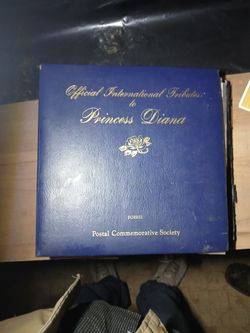 Official International Tributes
to
Princess Diana
Postal Commemorative Society